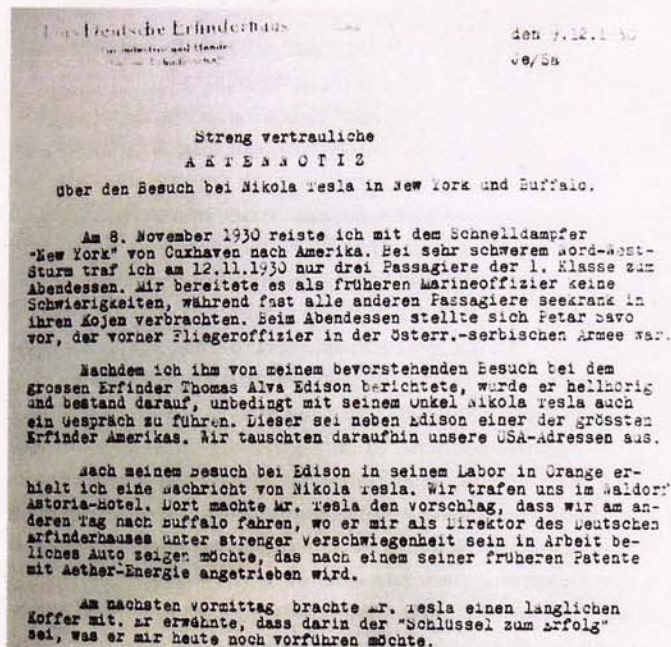 Das Deutsche Erfinderhaus
für Industrie und Handel
den 9.12.1930
Je/Sa
Streng vertrauliche
A K T E N N O T I Z
über den Besuch bei Nikola Tesla in New York und Buffalo.
Am 8. November 1930 reiste ich mit dem Schnelldampfer
"New York" von Cuxhaven nach Amerika. Bei sehr schwerem Nord-West-
Sturm traf ich am 12.11.1930 nur drei Passagiere der 1. Klasse zum
Abendessen. Mir bereitete es als früheren Marineoffizier keine
Schwierigkeiten, während fast alle anderen Passagiere seekrank in
ihren Kojen verbrachten. Beim Abendessen stellte sich Petar Savo
vor, der vorher Fliegeroffizier in der österr.-serbischen Armee war.
Nachdem ich ihm von meinem bevorstehenden Besuch bei dem
grossen Erfinder Thomas Alva Edison berichtete, wurde er hellhörig
und bestand darauf, unbedingt mit seinem Onkel Nikola Tesla auch
ein Gespräch zu führen. Dieser sei neben Edison einer der grössten
Erfinder Amerikas. Wir tauschten daraufhin unsere USA-Adressen aus.
Nach meinem Besuch bei Edison in seinem Labor in Orange er-
hielt ich eine Nachricht von Nikola Tesla. Wir trafen uns im Waldorf
Astoria-Hotel. Dort machte Mr. Tesla den Vorschlag, dass wir am an-
deren Tag nach Buffalo fahren, wo er mir als Direktor des Deutschen
Erfinderhauses unter strenger Verschwiegenheit sein in Arbeit be-
liches Auto zeigen möchte, das nach einem seiner früheren Patente
mit Aether-Energie angetrieben wird.
Am nächsten Vormittag brachte Mr. Tesla einen länglichen
Koffer mit. Er erwähnte, dass darin der "Schlüssel zum Erfolg"
sei, was er mir heute noch vorführen möchte.